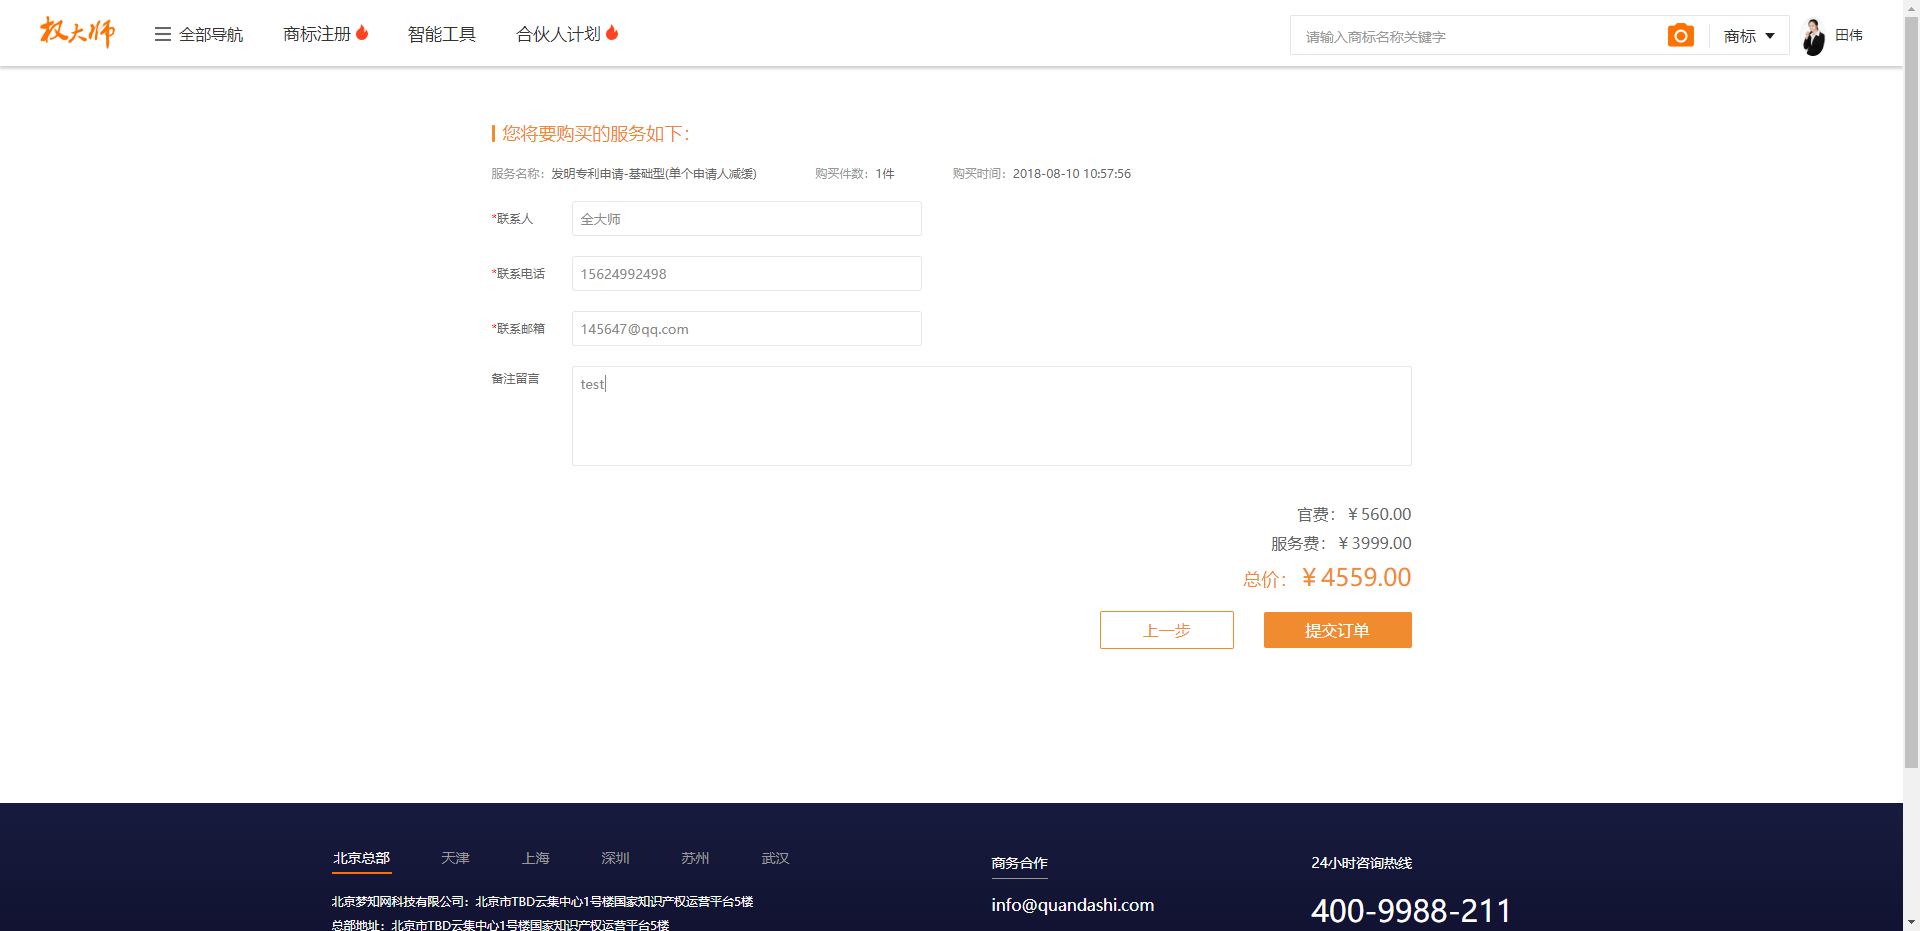 权大师
全部导航
商标注册
智能工具
合伙人计划
请输入商标名称关键字
商标
田伟
您将要购买的服务如下：
服务名称：发明专利申请-基础型(单个申请人减缓)
购买件数：1件
购买时间：2018-08-10 10:57:56
*联系人
全大师
*联系电话
15624992498
*联系邮箱
145647@qq.com
备注留言
test
官费：￥560.00
服务费：￥3999.00
总价：￥4559.00
上一步
提交订单
北京总部
天津
上海
深圳
苏州
武汉
北京梦知网科技有限公司：北京市TBD云集中心1号楼国家知识产权运营平台5楼
总部地址：北京市TBD云集中心1号楼国家知识产权运营平台5楼
商务合作
info@quandashi.com
24小时咨询热线
400-9988-211